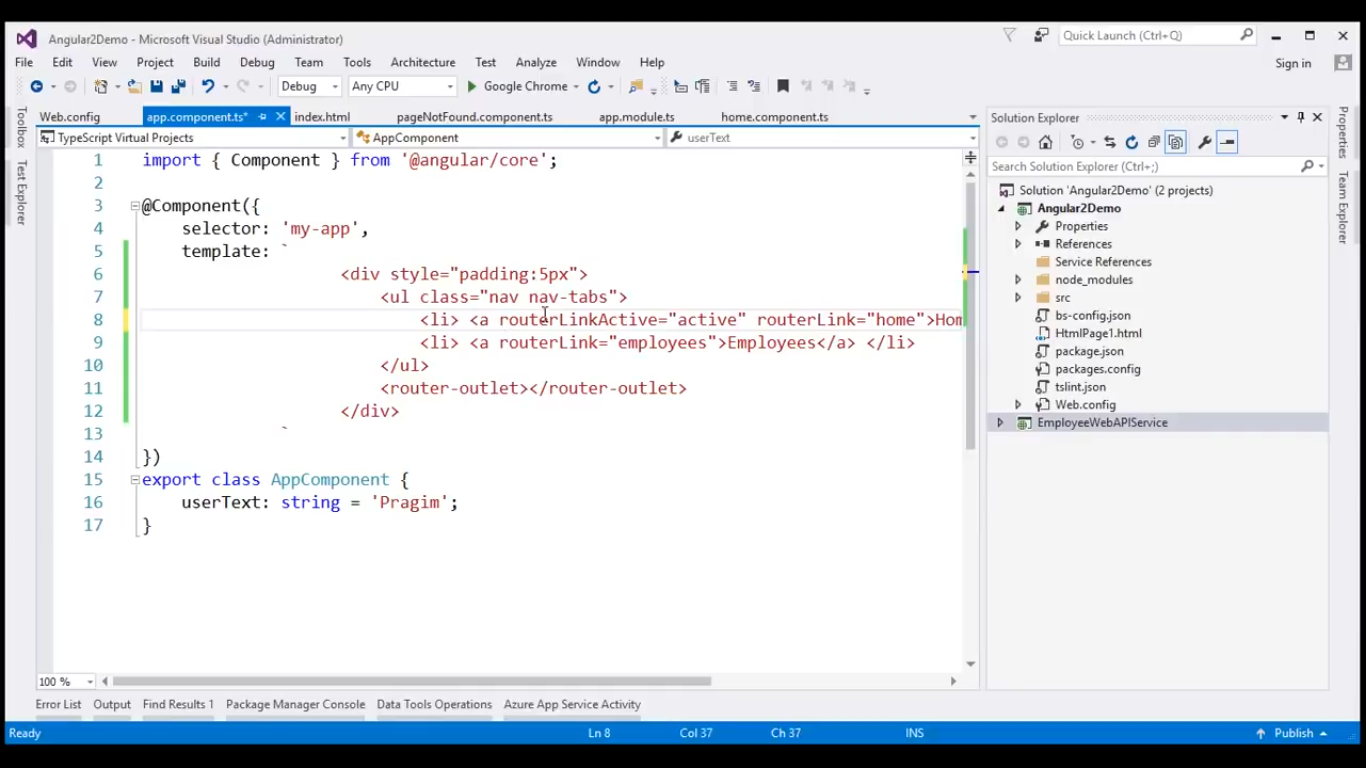 Angular2Demo - Microsoft Visual Studio (Administrator)
Quick Launch (Ctrl+Q)
File Edit View Project Build Debug Team Tools Architecture Test Analyze Window Help
Sign in
Debug Any CPU Google Chrome
Toolbox
Test Explorer
Web.config app.component.ts* index.html pageNotFound.component.ts app.module.ts home.component.ts
TypeScript Virtual Projects AppComponent userText
1 import { Component } from '@angular/core';
2
3 @Component({
4 selector: 'my-app',
5 template: `
6 <div style="padding:5px">
7 <ul class="nav nav-tabs">
8 <li> <a routerLinkActive="active" routerLink="home">Hom
9 <li> <a routerLink="employees">Employees</a> </li>
10 </ul>
11 <router-outlet></router-outlet>
12 </div>
13 `
14 })
15 export class AppComponent {
16 userText: string = 'Pragim';
17 }
100 %
Solution Explorer
Search Solution Explorer (Ctrl+;)
Solution 'Angular2Demo' (2 projects)
Angular2Demo
Properties
References
Service References
node_modules
src
bs-config.json
HtmlPage1.html
package.json
packages.config
tslint.json
Web.config
EmployeeWebAPIService
Properties
Team Explorer
Error List Output Find Results 1 Package Manager Console Data Tools Operations Azure App Service Activity
Ready Ln 8 Col 37 Ch 37 INS Publish